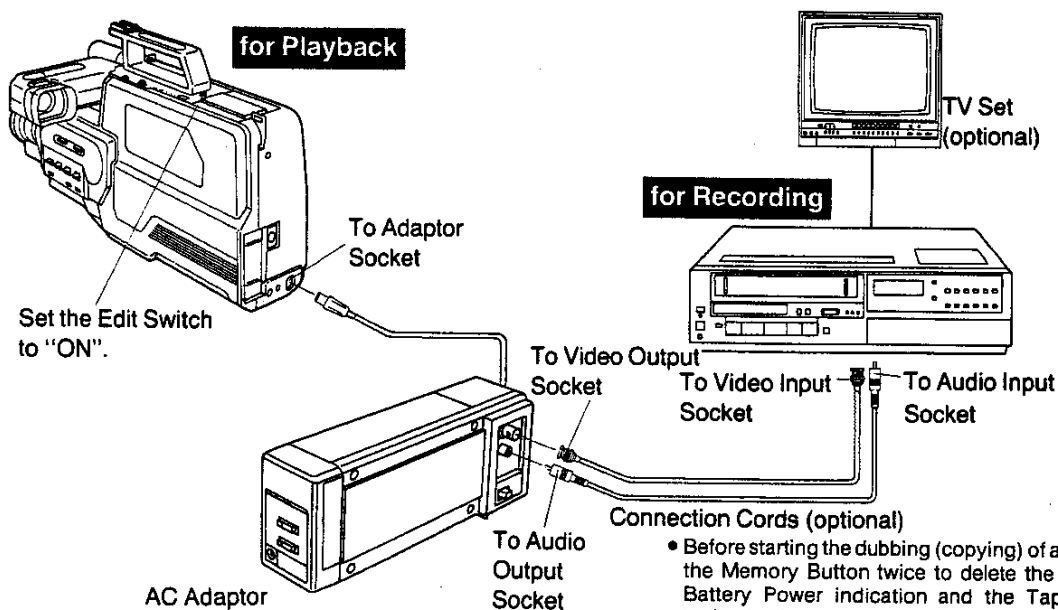 for Playback
TV Set
(optional)
for Recording
To Adaptor
Socket
Set the Edit Switch
to "ON".
To Video Output
Socket
To Video Input
Socket
To Audio Input
Socket
Connection Cords (optional)
To Audio
Output
Socket
AC Adaptor
• Before starting the dubbing (copying) of a
the Memory Button twice to delete the
Battery Power indication and the Tap